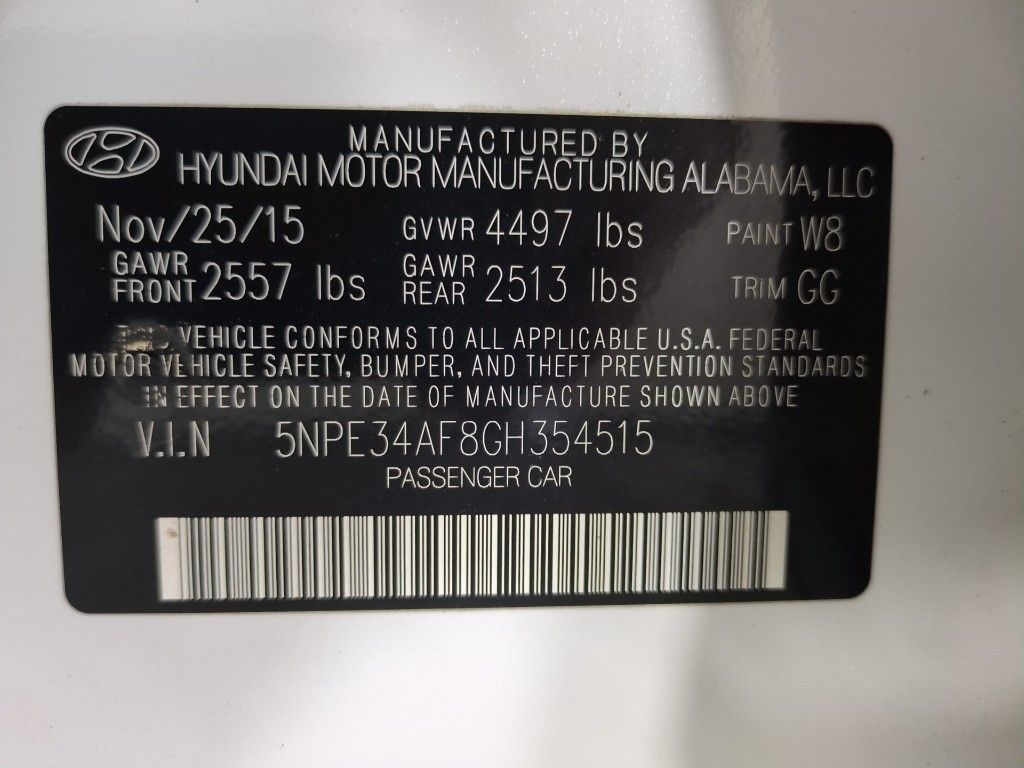 MANUFACTURED BY
HYUNDAI MOTOR MANUFACTURING ALABAMA, LLC
Nov/25/15 GVWR 4497 lbs PAINT W8
GAWR FRONT 2557 lbs GAWR REAR 2513 lbs TRIM GG
THIS VEHICLE CONFORMS TO ALL APPLICABLE U.S.A. FEDERAL
MOTOR VEHICLE SAFETY, BUMPER, AND THEFT PREVENTION STANDARDS
IN EFFECT ON THE DATE OF MANUFACTURE SHOWN ABOVE
V.I.N 5NPE34AF8GH354515
PASSENGER CAR